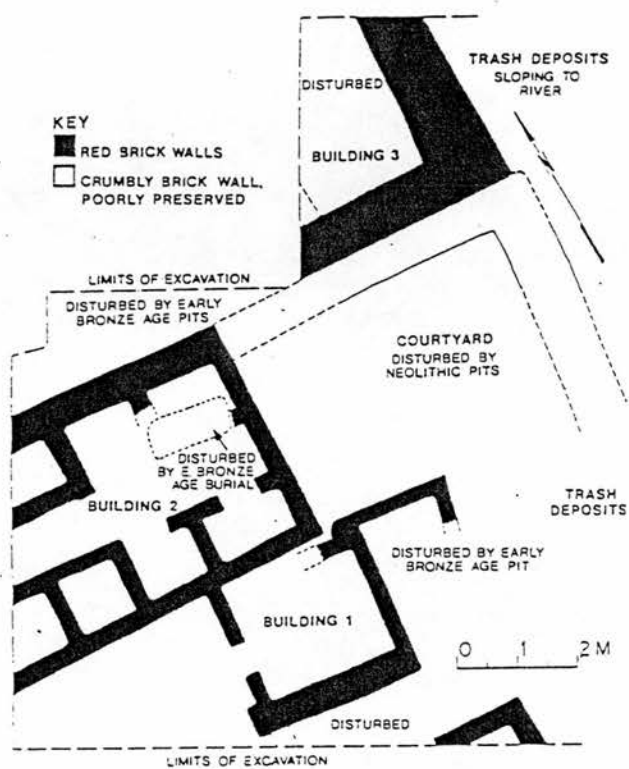 TRASH DEPOSITS
SLOPING TO
RIVER
DISTURBED
KEY
RED BRICK WALLS
BUILDING 3
CRUMBLY BRICK WALL,
POORLY PRESERVED
LIMITS OF EXCAVATION
DISTURBED BY EARLY
BRONZE AGE PITS
COURTYARD
DISTURBED BY
NEOLITHIC PITS
DISTURBED
BY E. BRONZE
AGE BURIAL
BUILDING 2
TRASH
DEPOSITS
DISTURBED BY EARLY
BRONZE AGE PIT
BUILDING 1
0 1 2 M
DISTURBED
LIMITS OF EXCAVATION